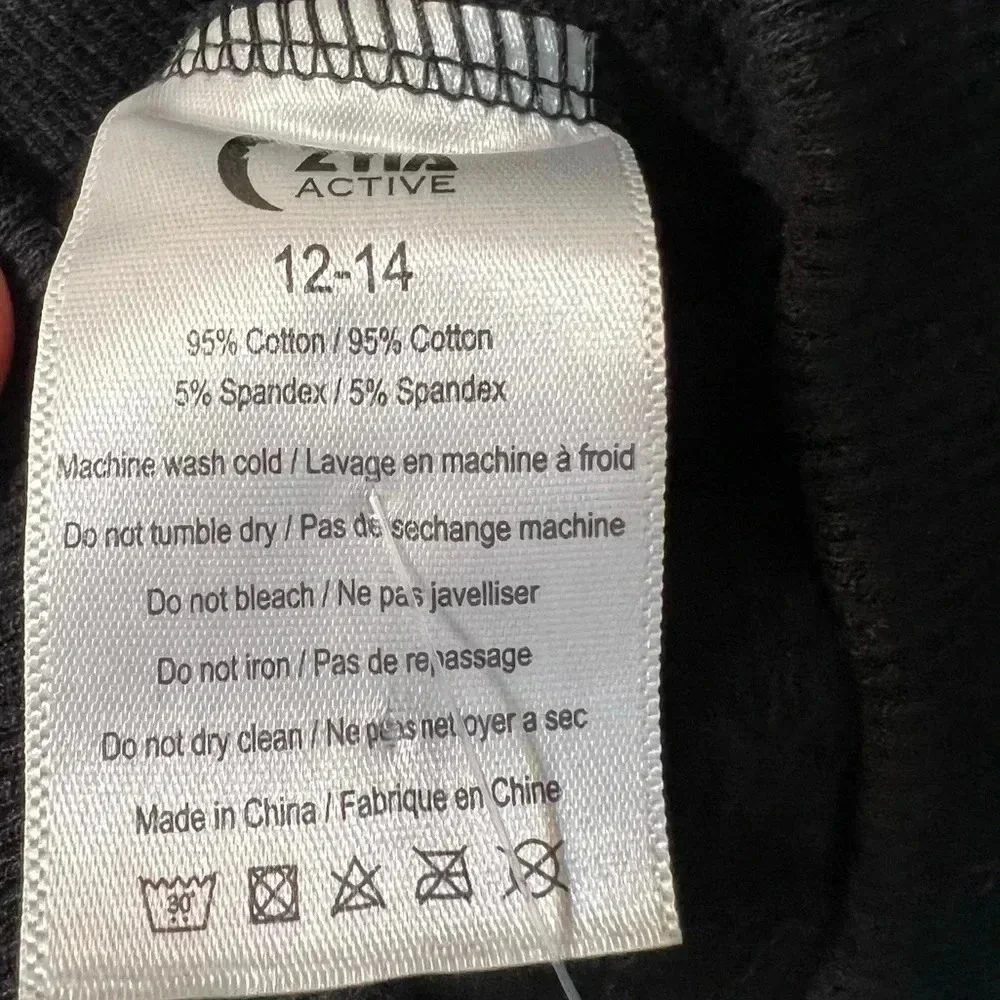 ACTIVE
12-14
95% Cotton / 95% Cotton
5% Spandex / 5% Spandex
Machine wash cold / Lavage en machine à froid
Do not tumble dry / Pas de sechange machine
Do not bleach / Ne pas javelliser
Do not iron / Pas de repassage
Do not dry clean / Ne pas net oyer a sec
Made in China / Fabrique en Chine
30°